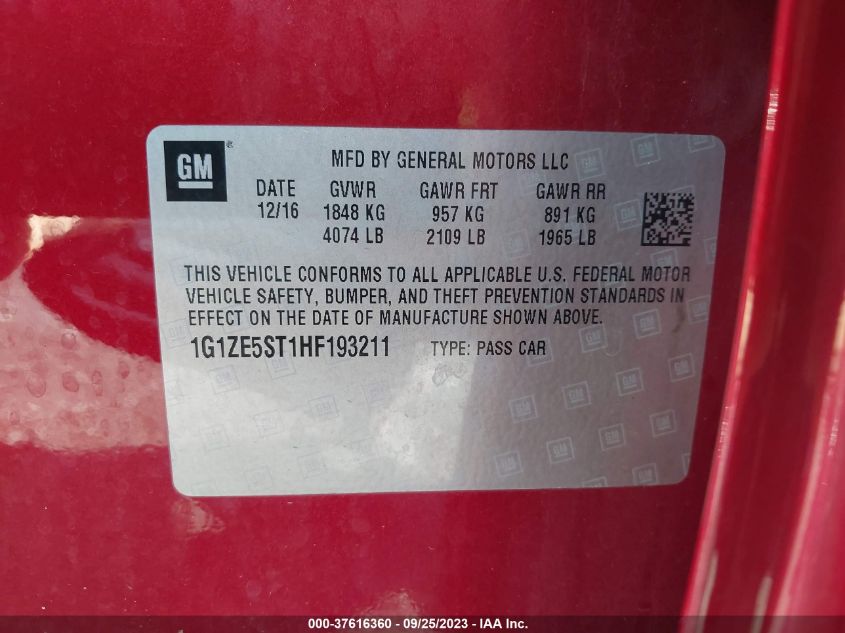 GM ®
MFD BY GENERAL MOTORS LLC
DATE GVWR GAWR FRT GAWR RR
12/16 1848 KG 957 KG 891 KG
4074 LB 2109 LB 1965 LB
THIS VEHICLE CONFORMS TO ALL APPLICABLE U.S. FEDERAL MOTOR
VEHICLE SAFETY, BUMPER, AND THEFT PREVENTION STANDARDS IN
EFFECT ON THE DATE OF MANUFACTURE SHOWN ABOVE.
1G1ZE5ST1HF193211 TYPE: PASS CAR
000-37616360 - 09/25/2023 - IAA Inc.